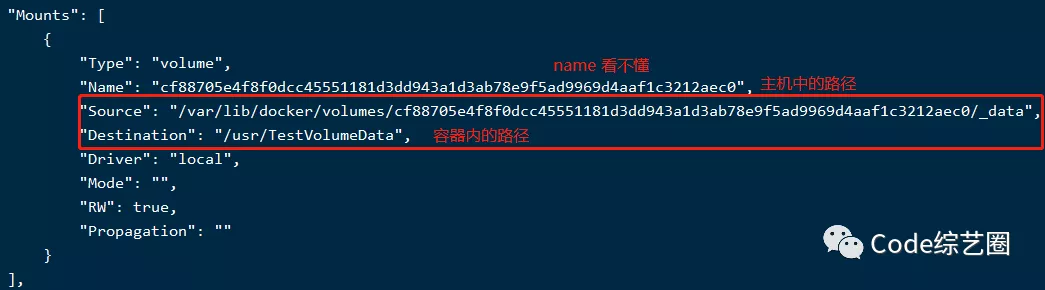 "Mounts": [
{
"Type": "volume",
name 看不懂
"Name": "cf88705e4f8f0dcc45551181d3dd943a1d3ab78e9f5ad9969d4aaf1c3212aec0", 主机中的路径
"Source": "/var/lib/docker/volumes/cf88705e4f8f0dcc45551181d3dd943a1d3ab78e9f5ad9969d4aaf1c3212aec0/_data",
"Destination": "/usr/TestVolumeData", 容器内的路径
"Driver": "local",
"Mode": "",
"RW": true,
"Propagation": ""
}
],
Code综艺圈